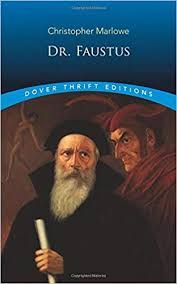 Christopher Marlowe
DR. FAUSTUS
DOVER THRIFT EDITIONS